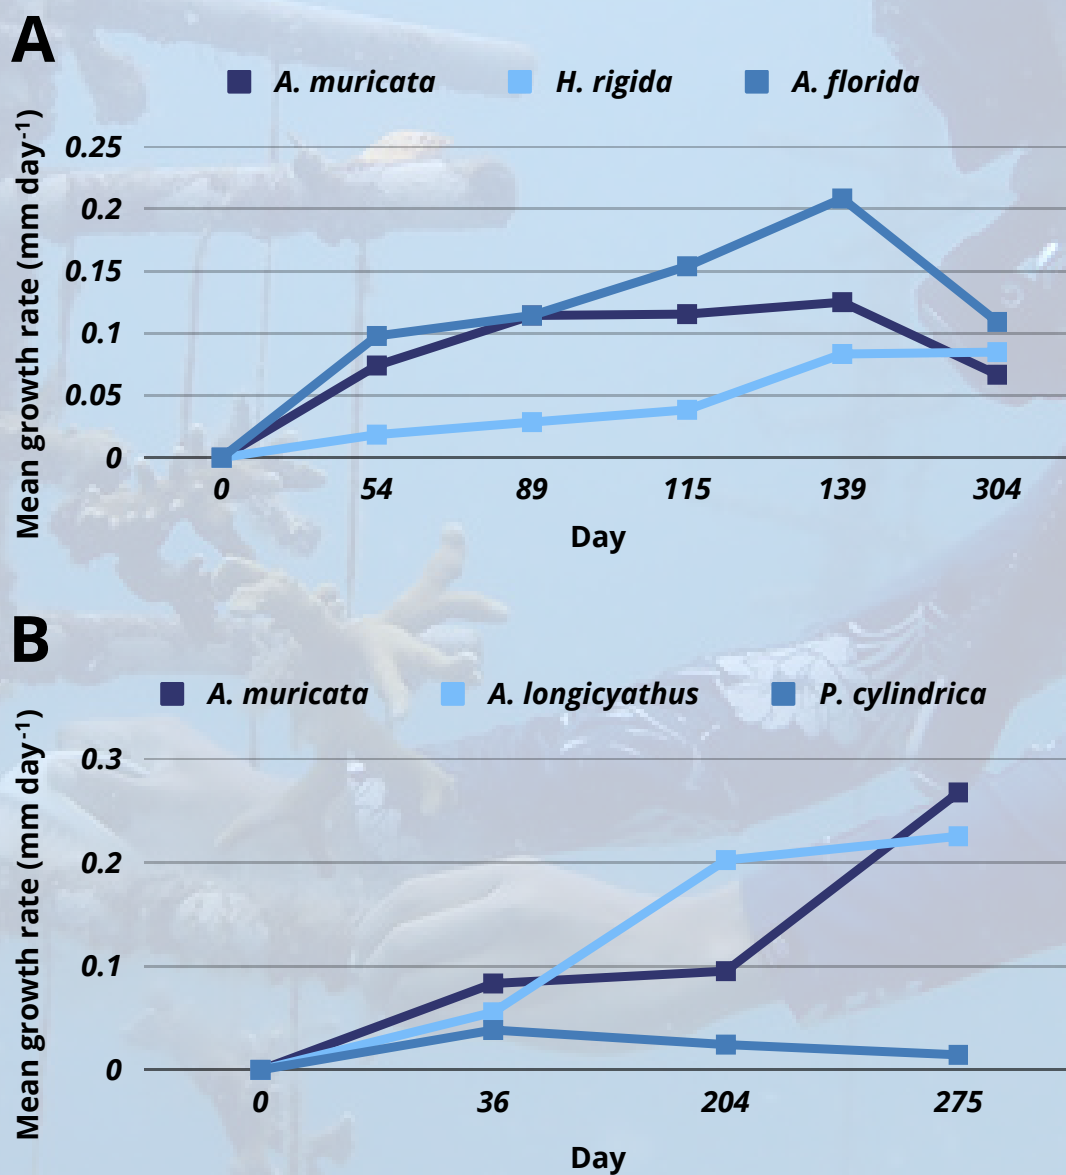 A
A. muricata H. rigida A. florida
Mean growth rate (mm day⁻¹)
0.25
0.2
0.15
0.1
0.05
0
0 54 89 115 139 304
Day
B
A. muricata A. longicyathus P. cylindrica
Mean growth rate (mm day⁻¹)
0.3
0.2
0.1
0
0 36 204 275
Day